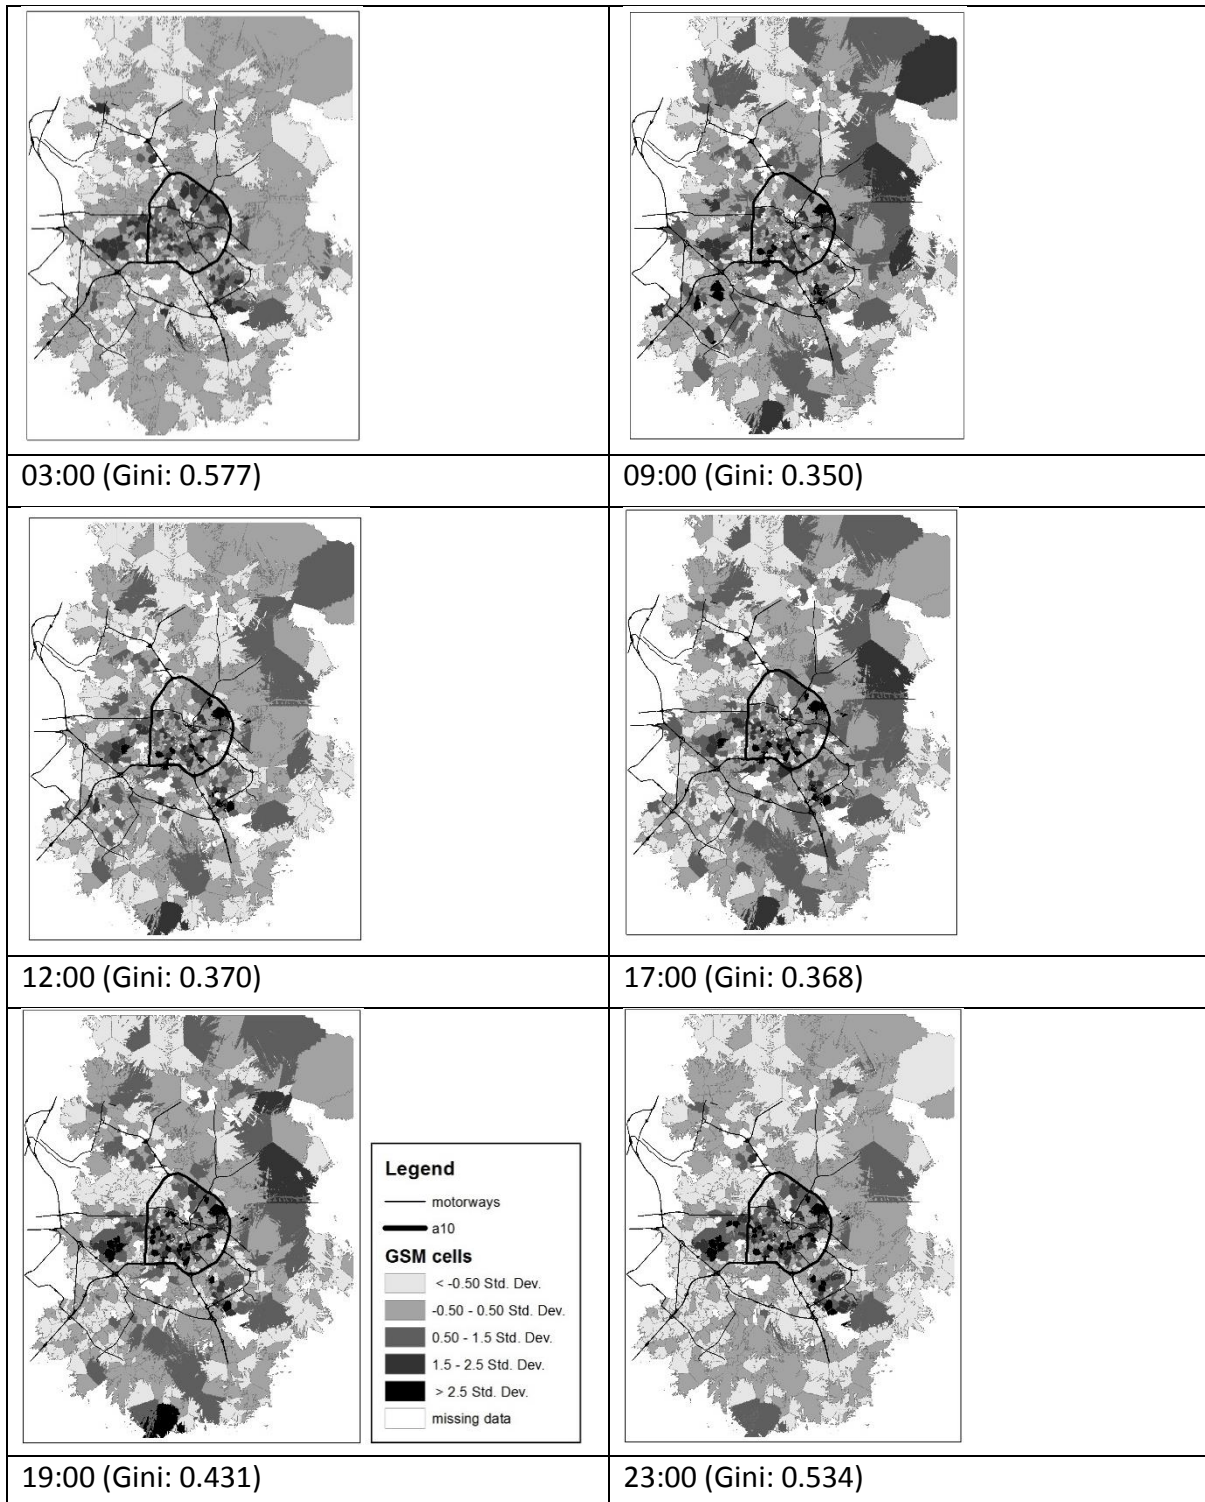 03:00 (Gini: 0.577)
09:00 (Gini: 0.350)
12:00 (Gini: 0.370)
17:00 (Gini: 0.368)
Legend
motorways
a10
GSM cells
< -0.50 Std. Dev.
-0.50 - 0.50 Std. Dev.
0.50 - 1.5 Std. Dev.
1.5 - 2.5 Std. Dev.
> 2.5 Std. Dev.
missing data
19:00 (Gini: 0.431)
23:00 (Gini: 0.534)